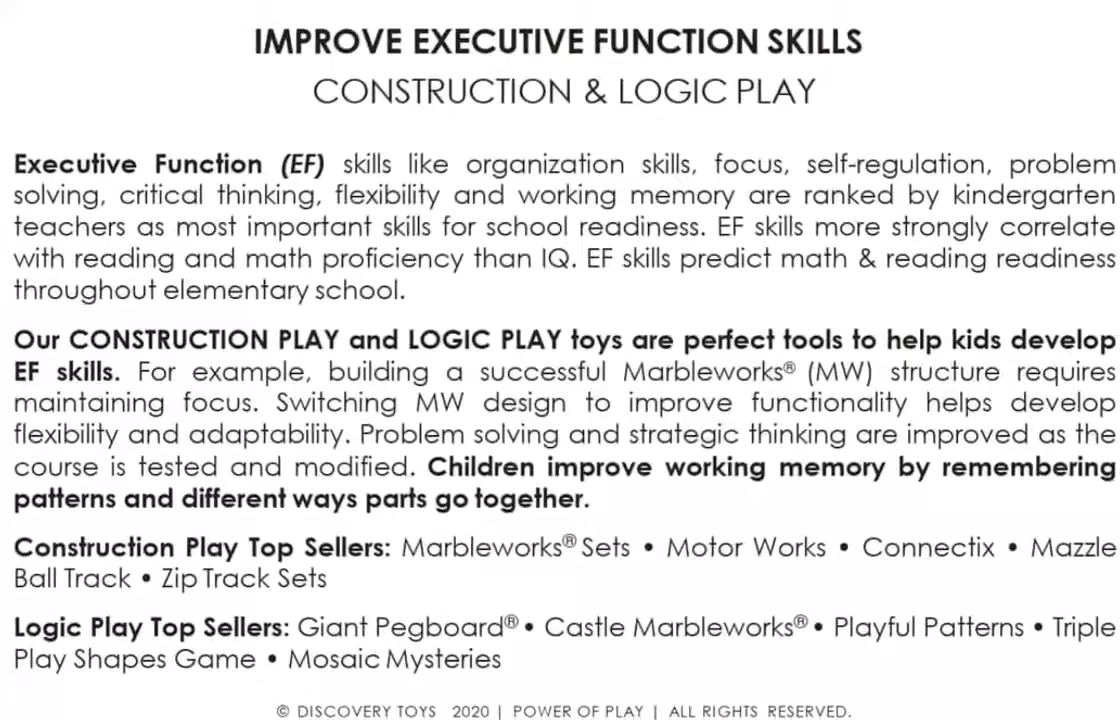 IMPROVE EXECUTIVE FUNCTION SKILLS
CONSTRUCTION & LOGIC PLAY
Executive Function (EF) skills like organization skills, focus, self-regulation, problem
solving, critical thinking, flexibility and working memory are ranked by kindergarten
teachers as most important skills for school readiness. EF skills more strongly correlate
with reading and math proficiency than IQ. EF skills predict math & reading readiness
throughout elementary school.
Our CONSTRUCTION PLAY and LOGIC PLAY toys are perfect tools to help kids develop
EF skills. For example, building a successful Marbleworks® (MW) structure requires
maintaining focus. Switching MW design to improve functionality helps develop
flexibility and adaptability. Problem solving and strategic thinking are improved as the
course is tested and modified. Children improve working memory by remembering
patterns and different ways parts go together.
Construction Play Top Sellers: Marbleworks® Sets • Motor Works • Connectix • Mazzle
Ball Track • Zip Track Sets
Logic Play Top Sellers: Giant Pegboard® • Castle Marbleworks® • Playful Patterns • Triple
Play Shapes Game • Mosaic Mysteries
© DISCOVERY TOYS 2020 | POWER OF PLAY | ALL RIGHTS RESERVED.